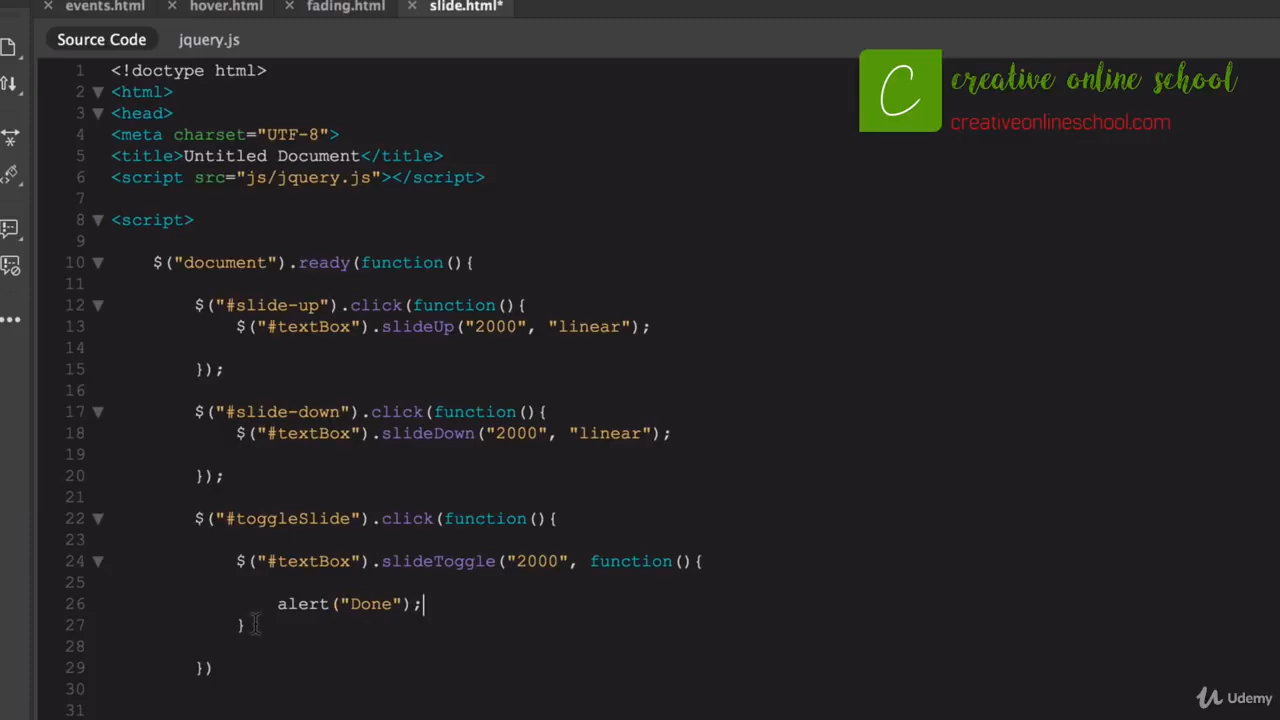 events.html hover.html fading.html slide.html*
Source Code jquery.js
C creative online school
creativeonlineschool.com
1 <!doctype html>
2 <html>
3 <head>
4 <meta charset="UTF-8">
5 <title>Untitled Document</title>
6 <script src="js/jquery.js"></script>
7
8 <script>
9
10 $("document").ready(function(){
11
12 $("#slide-up").click(function(){
13 $("#textBox").slideUp("2000", "linear");
14
15 });
16
17 $("#slide-down").click(function(){
18 $("#textBox").slideDown("2000", "linear");
19
20 });
21
22 $("#toggleSlide").click(function(){
23
24 $("#textBox").slideToggle("2000", function(){
25
26 alert("Done");
27 }
28
29 })
30
31
Udemy